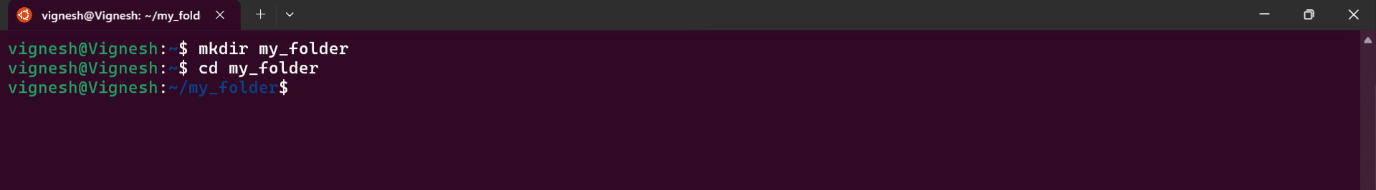 vignesh@Vignesh: ~/my_fold
vignesh@Vignesh:~$ mkdir my_folder
vignesh@Vignesh:~$ cd my_folder
vignesh@Vignesh:~/my_folder$